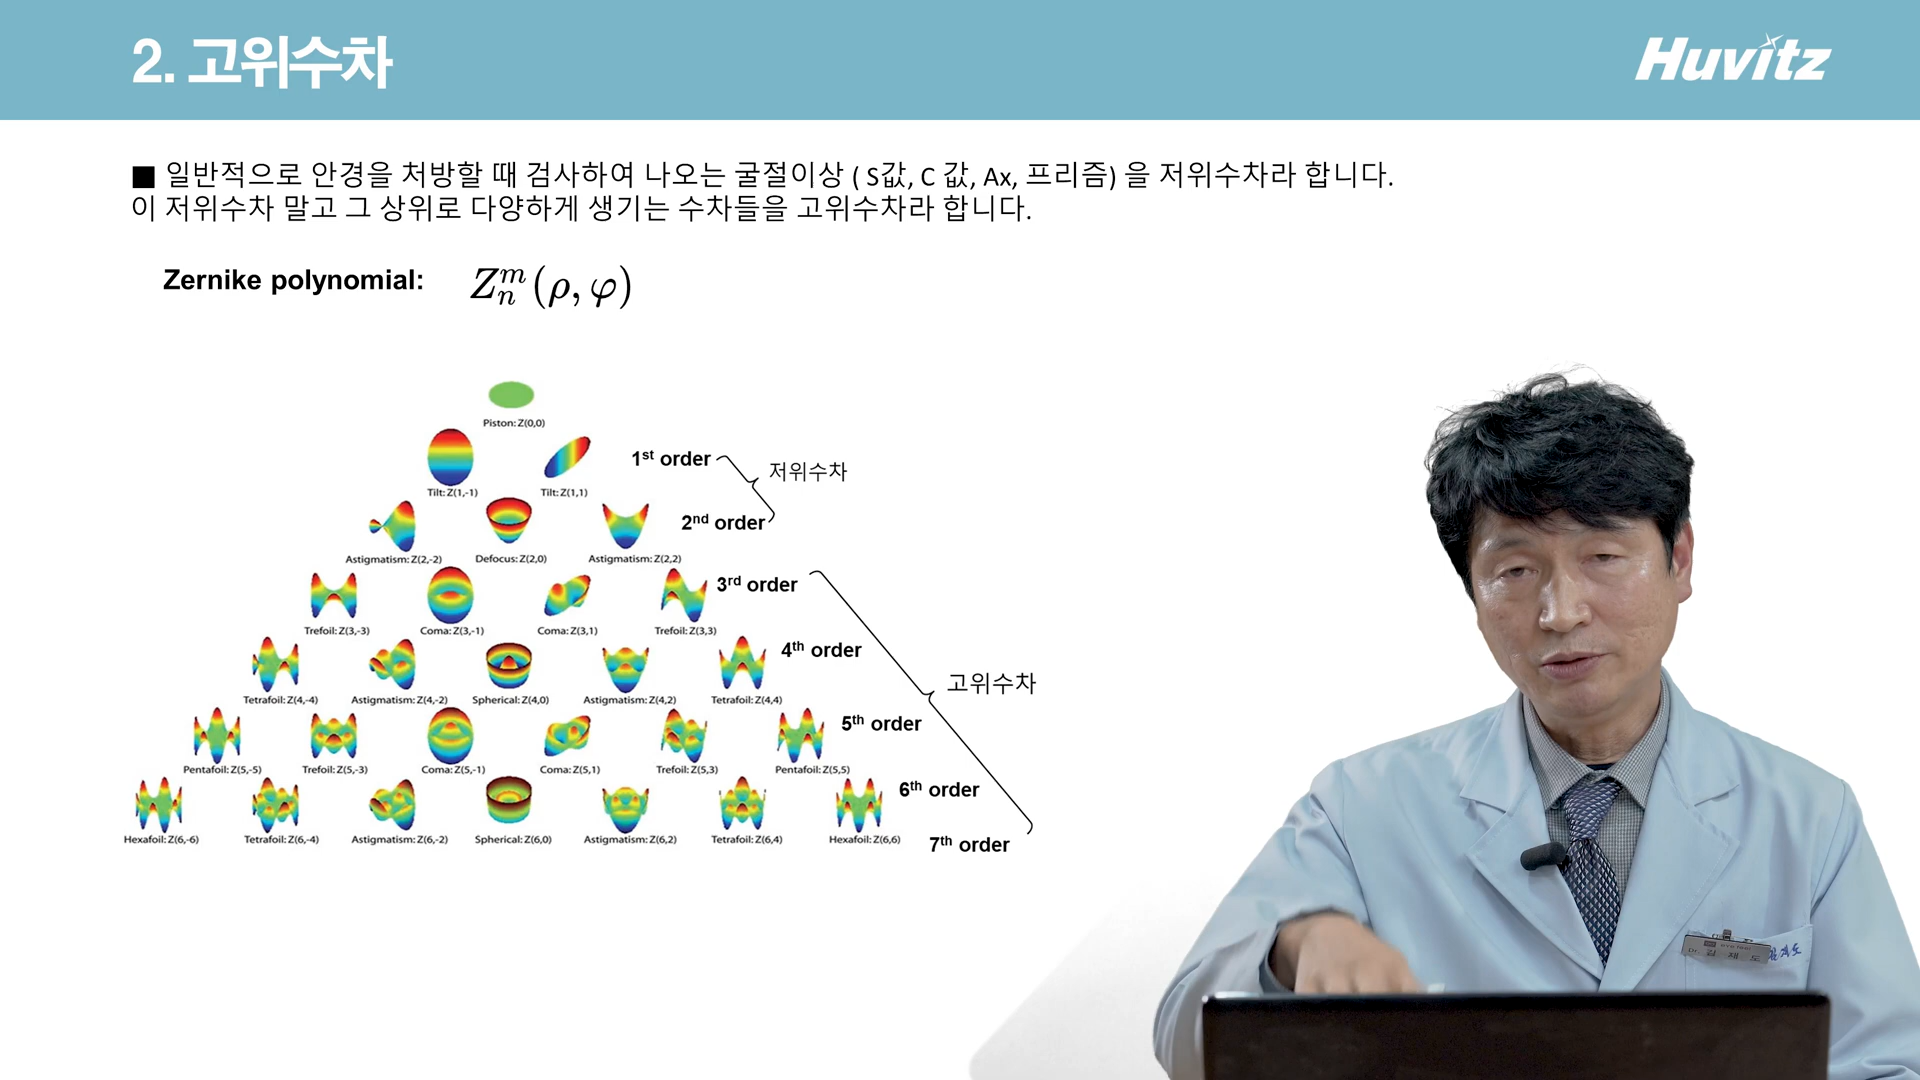 2. 고위수차
Huvitz
■ 일반적으로 안경을 처방할 때 검사하여 나오는 굴절이상 ( S값, C 값, Ax, 프리즘) 을 저위수차라 합니다.
이 저위수차 말고 그 상위로 다양하게 생기는 수차들을 고위수차라 합니다.
Zernike polynomial: Z_n^m(ρ, φ)
Piston: Z(0,0)
1st order
저위수차
Tilt: Z(1,-1) Tilt: Z(1,1)
2nd order
Astigmatism: Z(2,-2) Defocus: Z(2,0) Astigmatism: Z(2,2)
3rd order
Trefoil: Z(3,-3) Coma: Z(3,-1) Coma: Z(3,1) Trefoil: Z(3,3)
4th order
고위수차
Tetrafoil: Z(4,-4) Astigmatism: Z(4,-2) Spherical: Z(4,0) Astigmatism: Z(4,2) Tetrafoil: Z(4,4)
5th order
Pentafoil: Z(5,-5) Trefoil: Z(5,-3) Coma: Z(5,-1) Coma: Z(5,1) Trefoil: Z(5,3) Pentafoil: Z(5,5)
6th order
Hexafoil: Z(6,-6) Tetrafoil: Z(6,-4) Astigmatism: Z(6,-2) Spherical: Z(6,0) Astigmatism: Z(6,2) Tetrafoil: Z(6,4) Hexafoil: Z(6,6)
7th order
Dr. 김 재 도